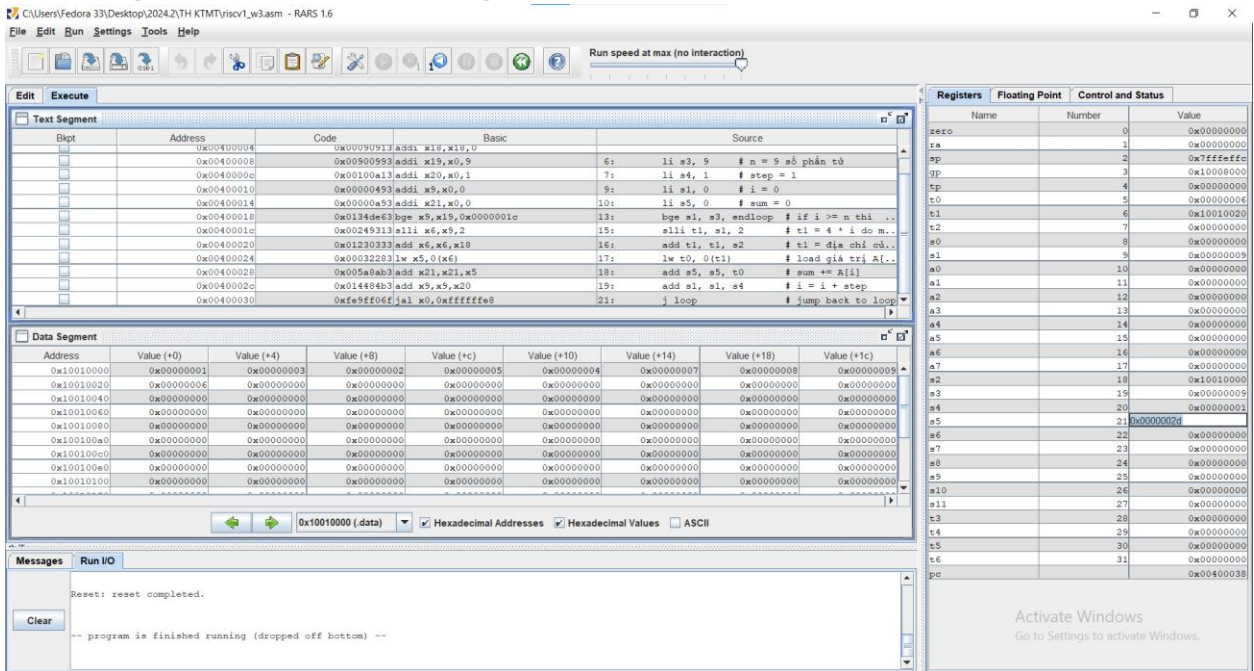 C:\Users\Fedora 33\Desktop\2024.2\TH KTMT\riscv1_w3.asm - RARS 1.6
File Edit Run Settings Tools Help
Run speed at max (no interaction)
Edit Execute
Text Segment
Bkpt Address Code Basic Source
0x00400004 0x00090913 addi x18,x18,0
0x00400008 0x00900993 addi x19,x0,9 6: li s3, 9 # n = 9 số phần tử
0x0040000c 0x00100a13 addi x20,x0,1 7: li s4, 1 # step = 1
0x00400010 0x00000493 addi x9,x0,0 9: li s1, 0 # i = 0
0x00400014 0x00000a93 addi x21,x0,0 10: li s5, 0 # sum = 0
0x00400018 0x0134de63 bge x9,x19,0x0000001c 13: bge s1, s3, endloop # if i >= n thì ..
0x0040001c 0x00249313 slli x6,x9,2 15: slli t1, s1, 2 # t1 = 4 * i do m..
0x00400020 0x01230333 add x6,x6,x18 16: add t1, t1, s2 # t1 = địa chỉ củ..
0x00400024 0x00032283 lw x5,0(x6) 17: lw t0, 0(t1) # load giá trị A[..
0x00400028 0x005a8ab3 add x21,x21,x5 18: add s5, s5, t0 # sum += A[i]
0x0040002c 0x014484b3 add x9,x9,x20 19: add s1, s1, s4 # i = i + step
0x00400030 0xfe9ff06f jal x0,0xffffffe8 21: j loop # jump back to loop
Data Segment
Address Value (+0) Value (+4) Value (+8) Value (+c) Value (+10) Value (+14) Value (+18) Value (+1c)
0x10010000 0x00000001 0x00000003 0x00000002 0x00000005 0x00000004 0x00000007 0x00000008 0x00000009
0x10010020 0x00000006 0x00000000 0x00000000 0x00000000 0x00000000 0x00000000 0x00000000 0x00000000
0x10010040 0x00000000 0x00000000 0x00000000 0x00000000 0x00000000 0x00000000 0x00000000 0x00000000
0x10010060 0x00000000 0x00000000 0x00000000 0x00000000 0x00000000 0x00000000 0x00000000 0x00000000
0x10010080 0x00000000 0x00000000 0x00000000 0x00000000 0x00000000 0x00000000 0x00000000 0x00000000
0x100100a0 0x00000000 0x00000000 0x00000000 0x00000000 0x00000000 0x00000000 0x00000000 0x00000000
0x100100c0 0x00000000 0x00000000 0x00000000 0x00000000 0x00000000 0x00000000 0x00000000 0x00000000
0x100100e0 0x00000000 0x00000000 0x00000000 0x00000000 0x00000000 0x00000000 0x00000000 0x00000000
0x10010100 0x00000000 0x00000000 0x00000000 0x00000000 0x00000000 0x00000000 0x00000000 0x00000000
0x10010000 (.data) Hexadecimal Addresses Hexadecimal Values ASCII
Messages Run I/O
Reset: reset completed.
Clear
-- program is finished running (dropped off bottom) --
Registers Floating Point Control and Status
Name Number Value
zero 0 0x00000000
ra 1 0x00000000
sp 2 0x7fffeffc
gp 3 0x10008000
tp 4 0x00000000
t0 5 0x00000006
t1 6 0x10010020
t2 7 0x00000000
s0 8 0x00000000
s1 9 0x00000009
a0 10 0x00000000
a1 11 0x00000000
a2 12 0x00000000
a3 13 0x00000000
a4 14 0x00000000
a5 15 0x00000000
a6 16 0x00000000
a7 17 0x00000000
s2 18 0x10010000
s3 19 0x00000009
s4 20 0x00000001
s5 21 0x0000002d
s6 22 0x00000000
s7 23 0x00000000
s8 24 0x00000000
s9 25 0x00000000
s10 26 0x00000000
s11 27 0x00000000
t3 28 0x00000000
t4 29 0x00000000
t5 30 0x00000000
t6 31 0x00000000
pc 0x00400038
Activate Windows
Go to Settings to activate Windows.